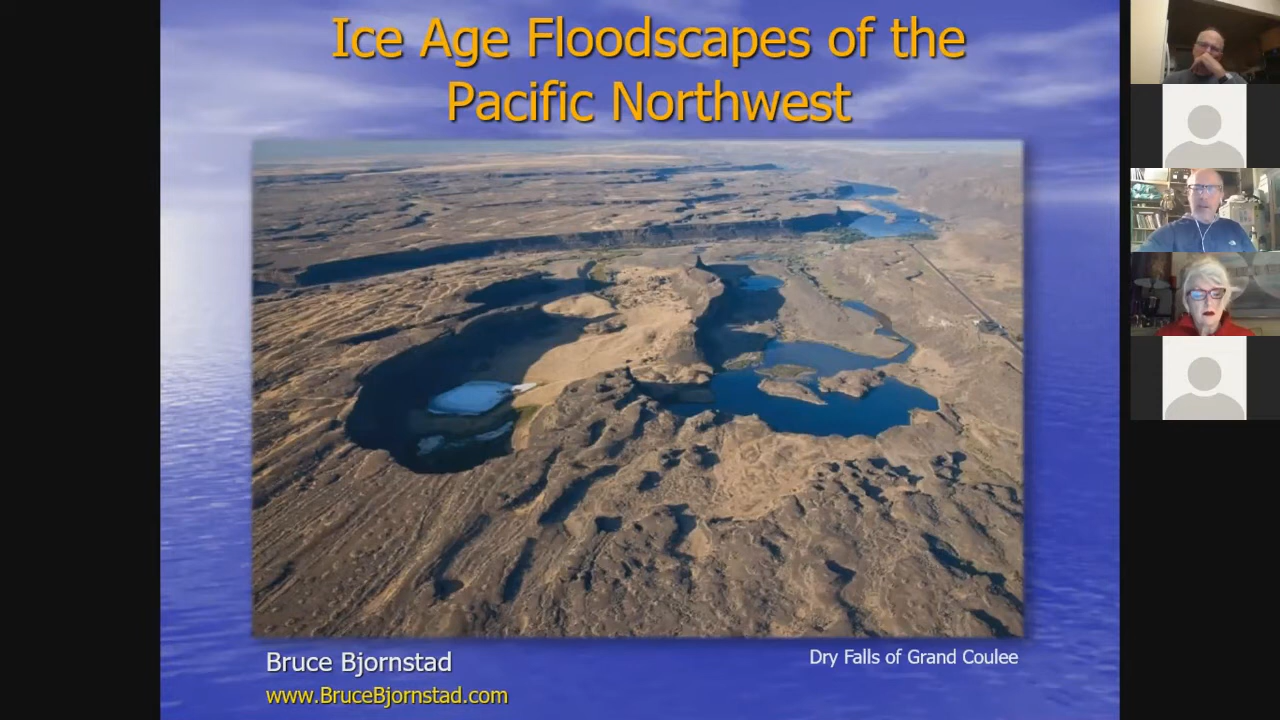 Ice Age Floodscapes of the
Pacific Northwest
Bruce Bjornstad
Dry Falls of Grand Coulee
www.BruceBjornstad.com